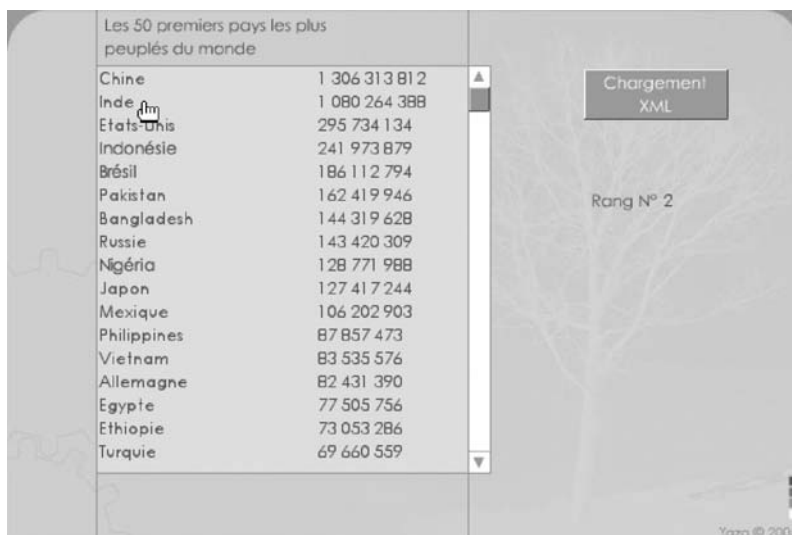 Les 50 premiers pays les plus
peuplés du monde
Chine 1 306 313 812
Inde 1 080 264 388
Etats-Unis 295 734 134
Indonésie 241 973 879
Brésil 186 112 794
Pakistan 162 419 946
Bangladesh 144 319 628
Russie 143 420 309
Nigéria 128 771 988
Japon 127 417 244
Mexique 106 202 903
Philippines 87 857 473
Vietnam 83 535 576
Allemagne 82 431 390
Egypte 77 505 756
Ethiopie 73 053 286
Turquie 69 660 559
Chargement
XML
Rang N° 2